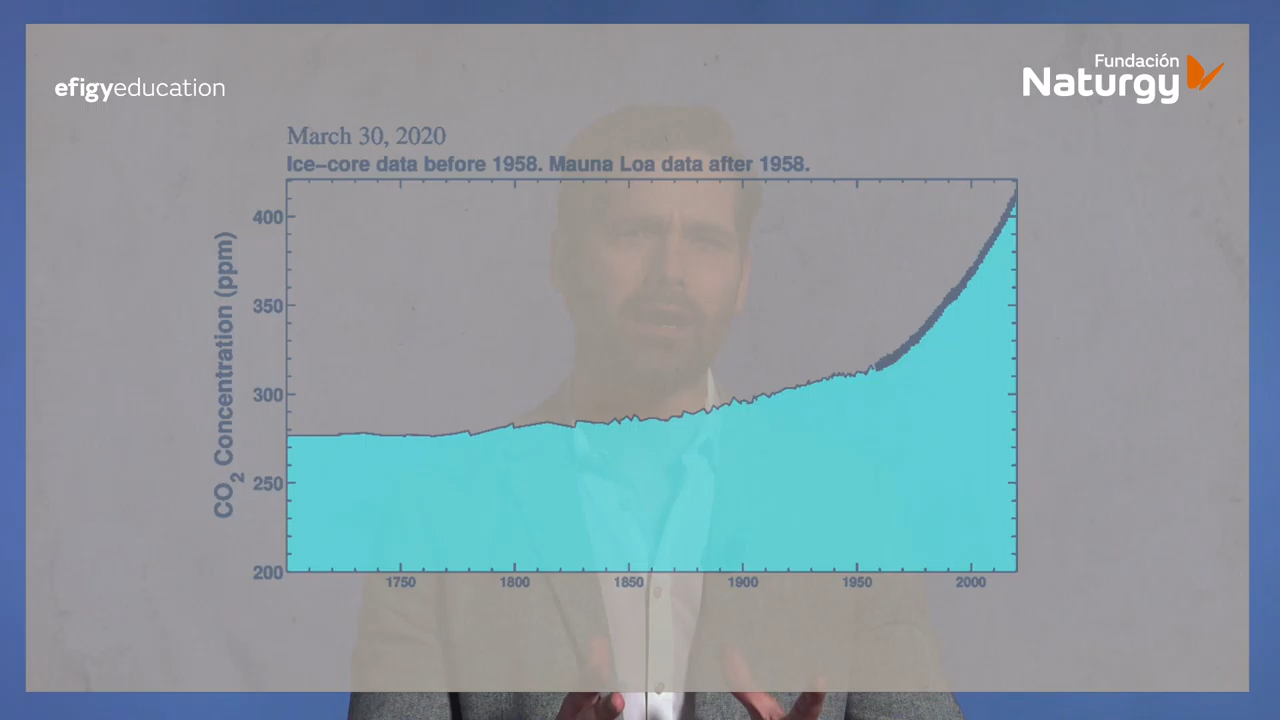 efigyeducation
Fundación
Naturgy
March 30, 2020
Ice-core data before 1958. Mauna Loa data after 1958.
CO2 Concentration (ppm)
400
350
300
250
200
1750
1800
1850
1900
1950
2000